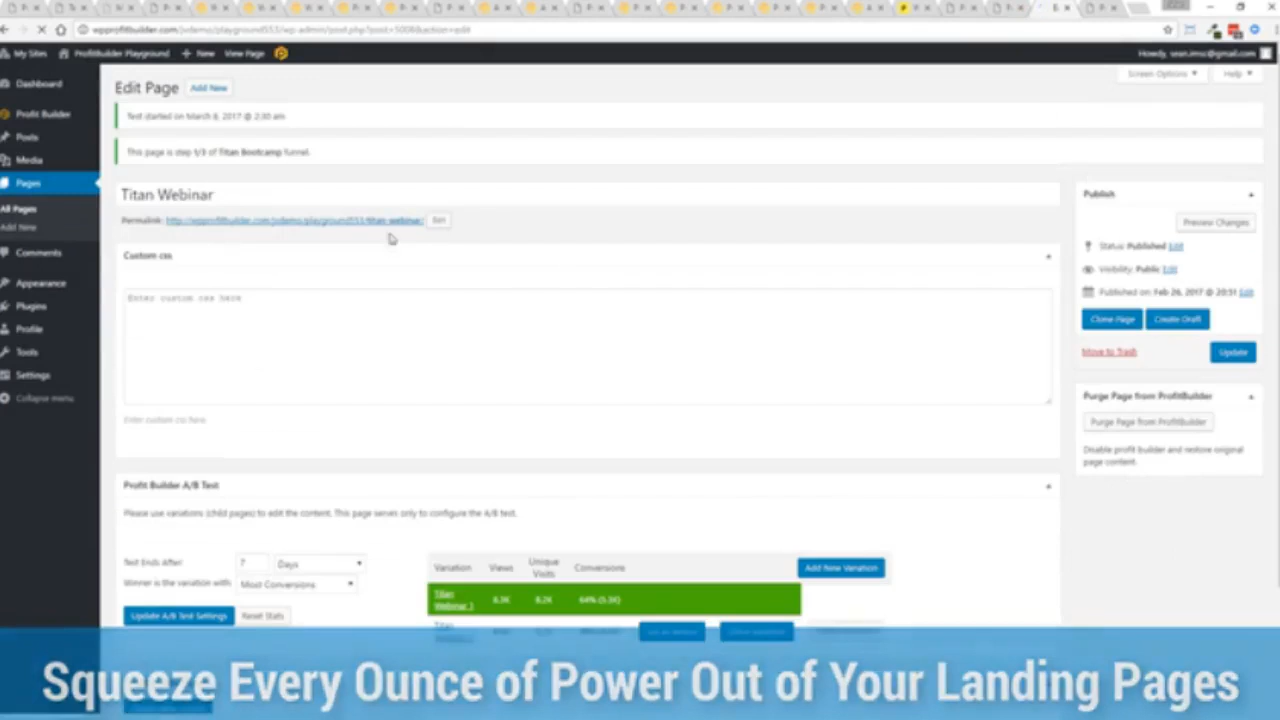 wpprofitbuilder.com/jvdemo/playground553/wp-admin/post.php?post=5006&action=edit
My Sites ProfitBuilder Playground + New View Page
Howdy, sean.imsc@gmail.com
Dashboard
Profit Builder
Posts
Media
Pages
All Pages
Add New
Comments
Appearance
Plugins
Profile
Tools
Settings
Collapse menu
Screen Options
Help
Edit Page Add New
Test started on March 8, 2017 @ 2:30 am
This page is step 1/3 of Titan Bootcamp funnel.
Titan Webinar
Permalink: http://wpprofitbuilder.com/jvdemo/playground553/titan-webinar/ Edit
Custom css
Enter custom css here
Enter custom css here
Profit Builder A/B Test
Please use variations (child pages) to edit the content. This page serves only to configure the A/B test.
Test Ends After: 7 Days
Winner is the variation with: Most Conversions
Update A/B Test Settings Reset Stats
Variation Views Unique Visits Conversions
Add New Variation
Titan Webinar 1 8.3K 8.2K 64% (5.3K)
Titan
Publish
Preview Changes
Status: Published Edit
Visibility: Public Edit
Published on: Feb 26, 2017 @ 20:51 Edit
Clone Page Create Draft
Move to Trash Update
Purge Page from ProfitBuilder
Purge Page from ProfitBuilder
Disable profit builder and restore original
page content.
Squeeze Every Ounce of Power Out of Your Landing Pages